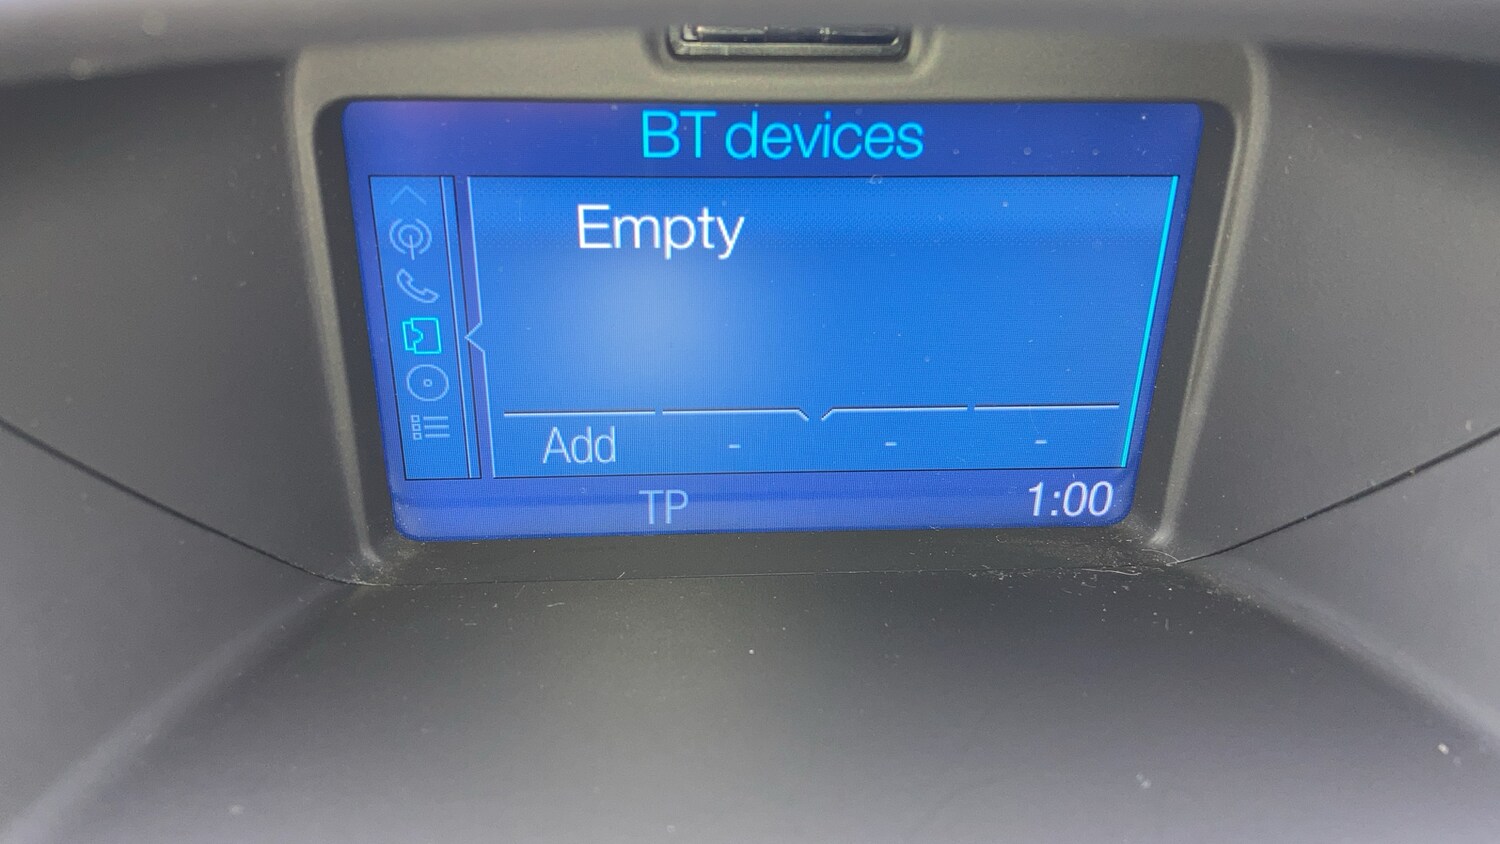 BT devices
Empty
Add - - -
TP 1:00